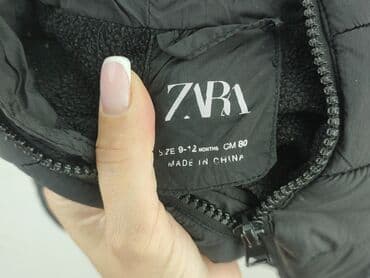 ZARA
SIZE 9-12 MONTHS CM 80
MADE IN CHINA